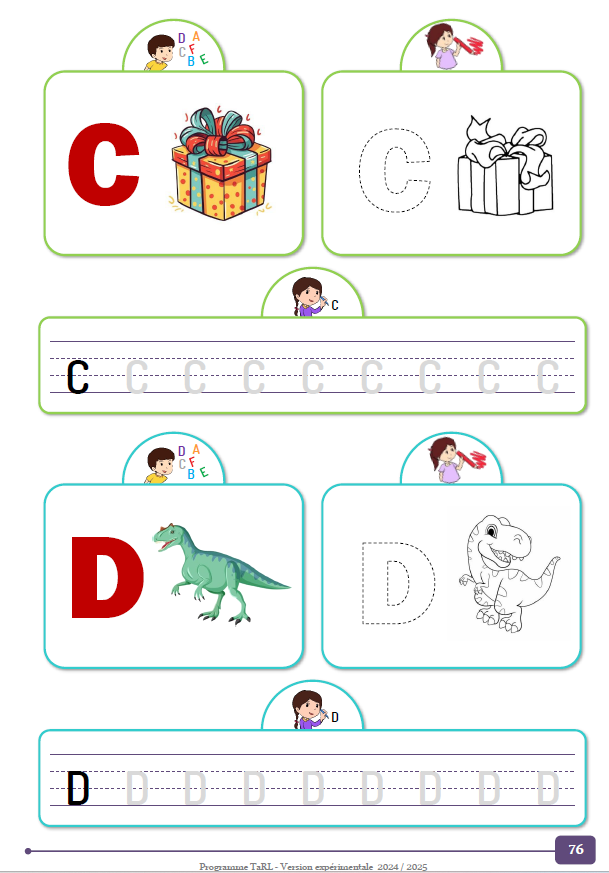 D A
C F
B E
C
C
C
C C C C C C C C C
D A
C F
B E
D
D
D
D D D D D D D D D
76
Programme TaRL - Version expérimentale 2024 / 2025